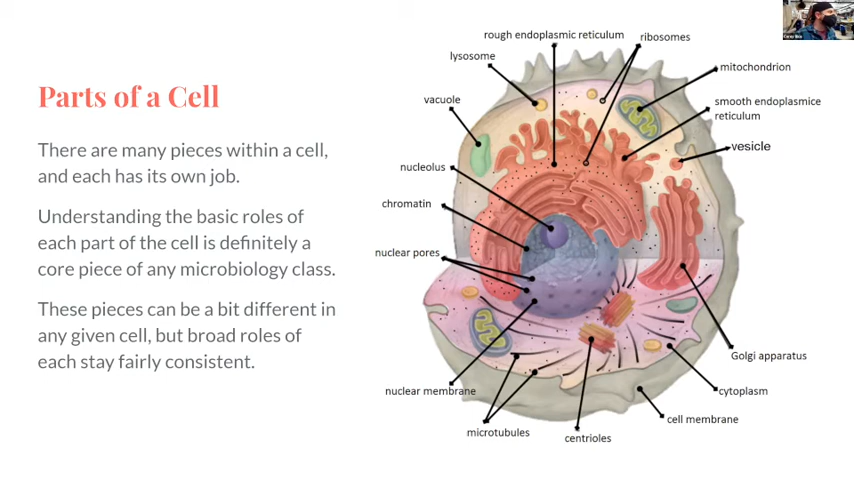 Parts of a Cell
There are many pieces within a cell,
and each has its own job.
Understanding the basic roles of
each part of the cell is definitely a
core piece of any microbiology class.
These pieces can be a bit different in
any given cell, but broad roles of
each stay fairly consistent.
rough endoplasmic reticulum
ribosomes
lysosome
mitochondrion
vacuole
smooth endoplasmice
reticulum
vesicle
nucleolus
chromatin
nuclear pores
Golgi apparatus
nuclear membrane
cytoplasm
cell membrane
microtubules
centrioles